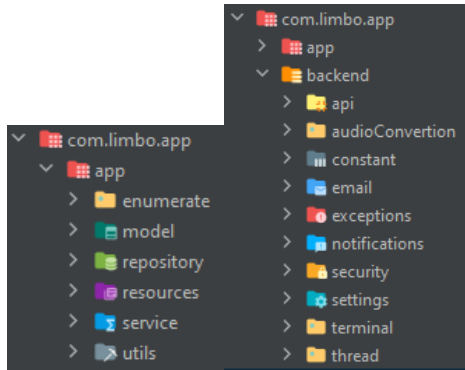 com.limbo.app
app
enumerate
model
repository
resources
service
utils
com.limbo.app
app
backend
api
audioConvertion
constant
email
exceptions
notifications
security
settings
terminal
thread